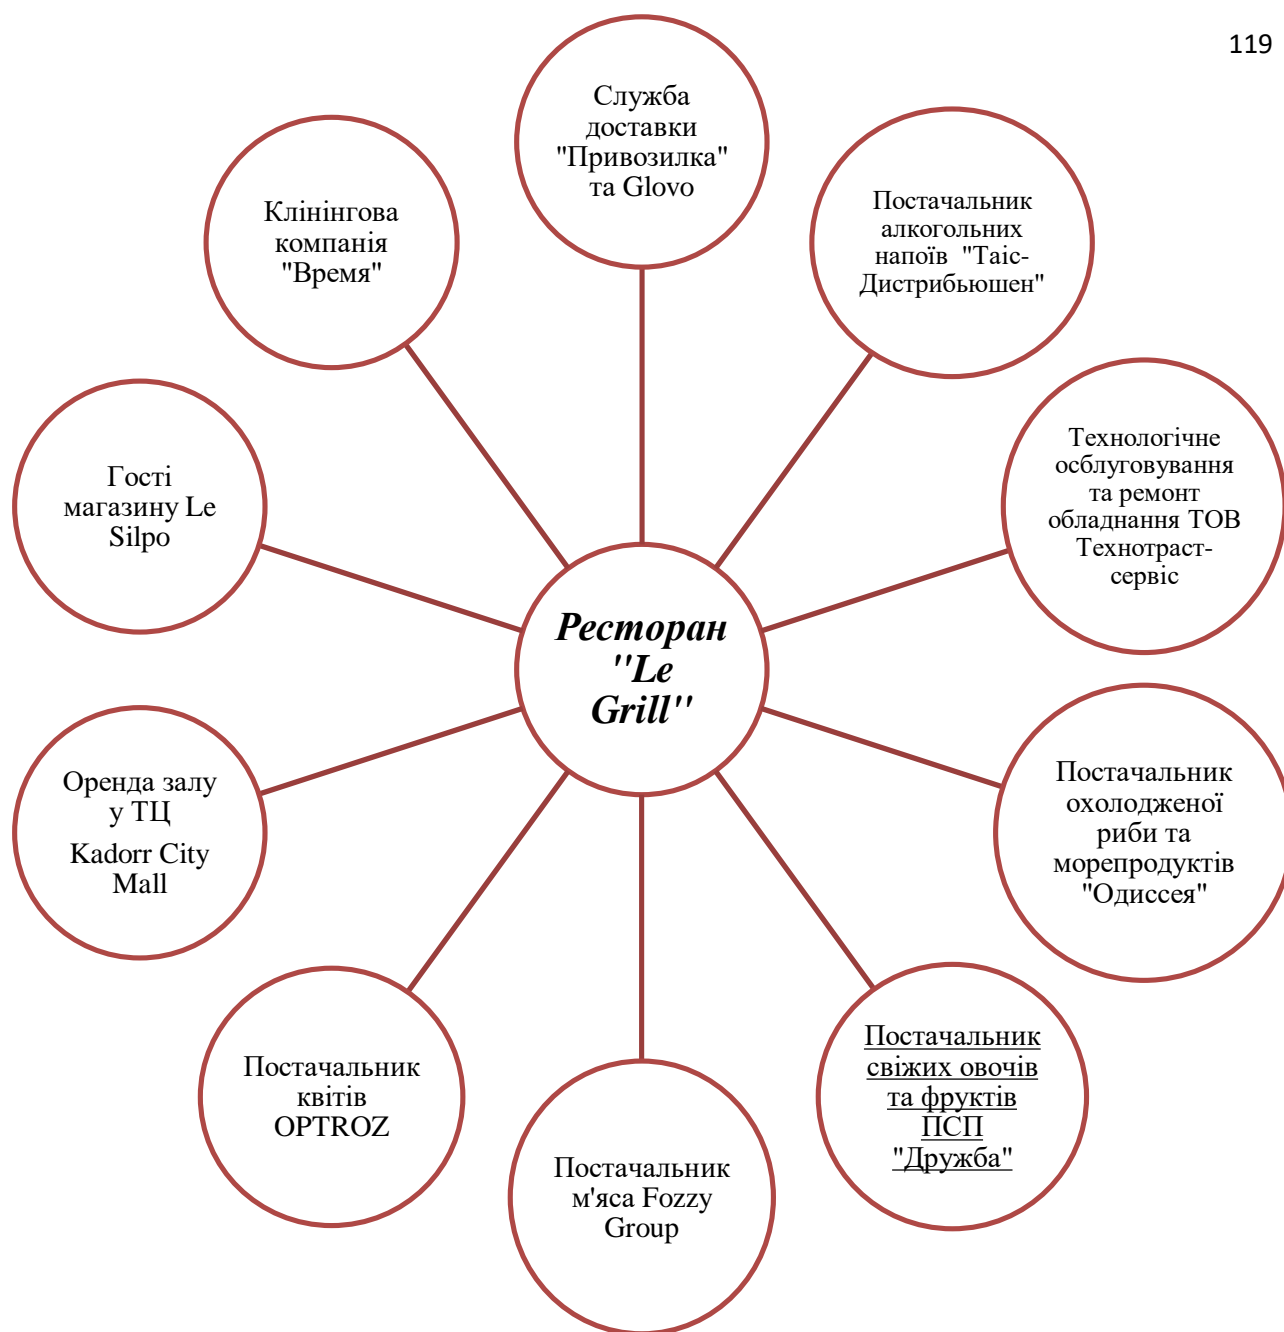 119
Служба
доставки
"Привозилка"
та Glovo
Постачальник
алкогольних
напоїв "Таіс-
Дистрибьюшен"
Технологічне
осблуговування
та ремонт
обладнання ТОВ
Технотраст-
сервіс
Постачальник
охолодженої
риби та
морепродуктів
"Одиссея"
Постачальник
свіжих овочів
та фруктів
ПСП
"Дружба"
Постачальник
м'яса Fozzy
Group
Постачальник
квітів
OPTROZ
Оренда залу
у ТЦ
Kadorr City
Mall
Гості
магазину Le
Silpo
Клінінгова
компанія
"Время"
Ресторан
"Le
Grill"